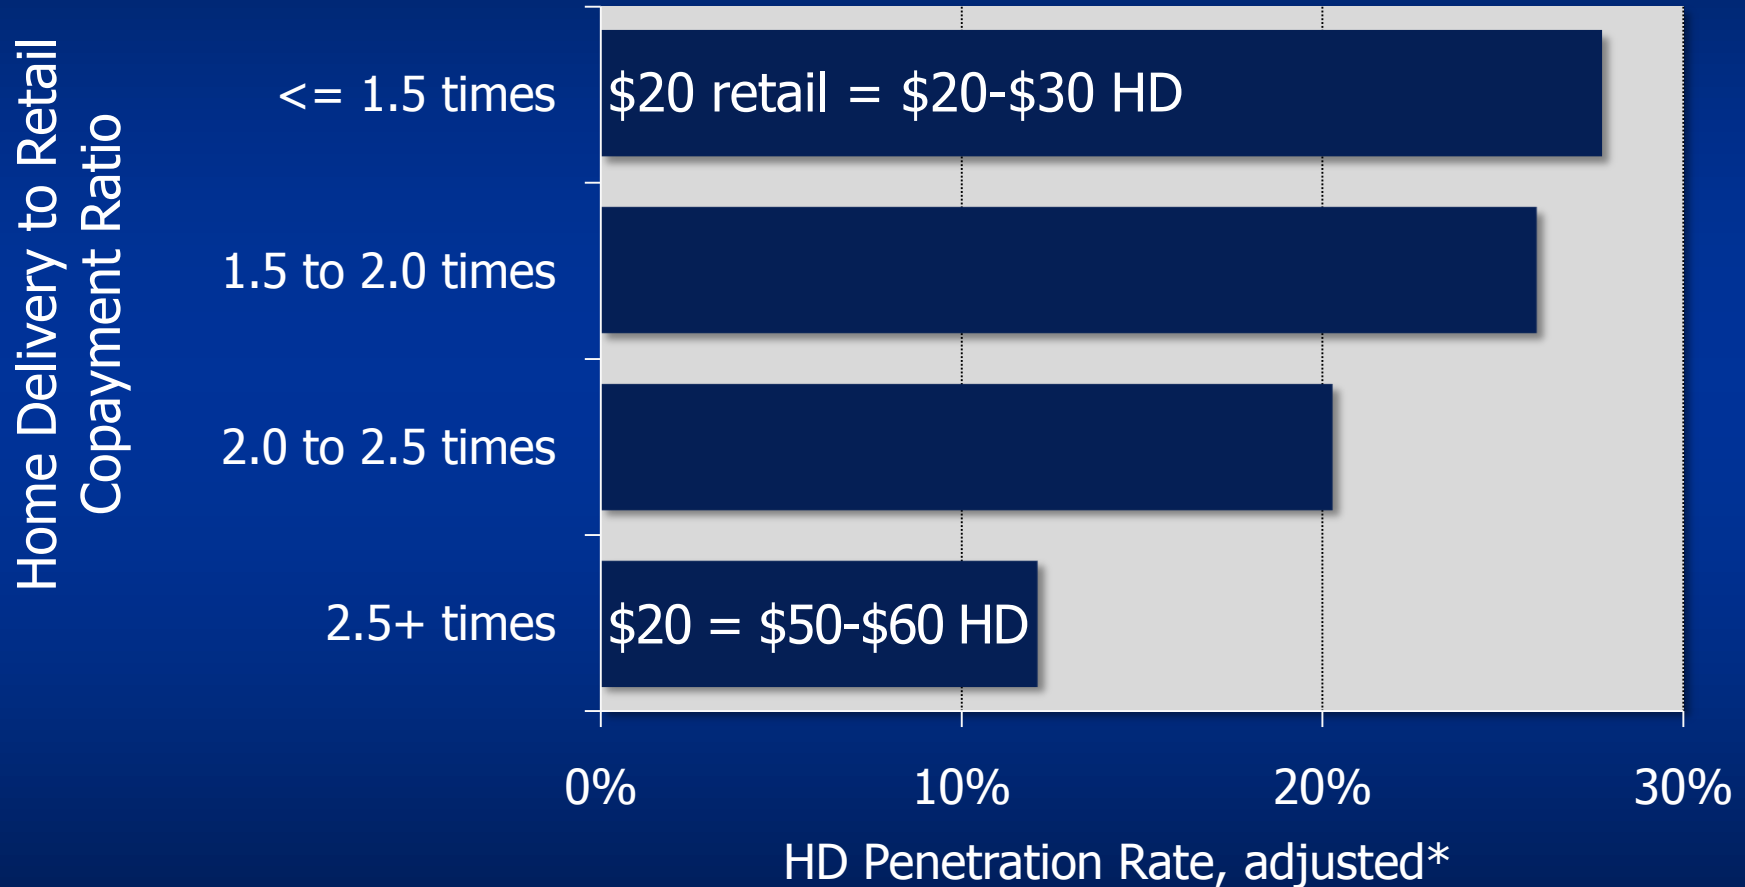 Home Delivery to Retail
Copayment Ratio
<= 1.5 times
$20 retail = $20-$30 HD
1.5 to 2.0 times
2.0 to 2.5 times
2.5+ times
$20 = $50-$60 HD
0%
10%
20%
30%
HD Penetration Rate, adjusted*